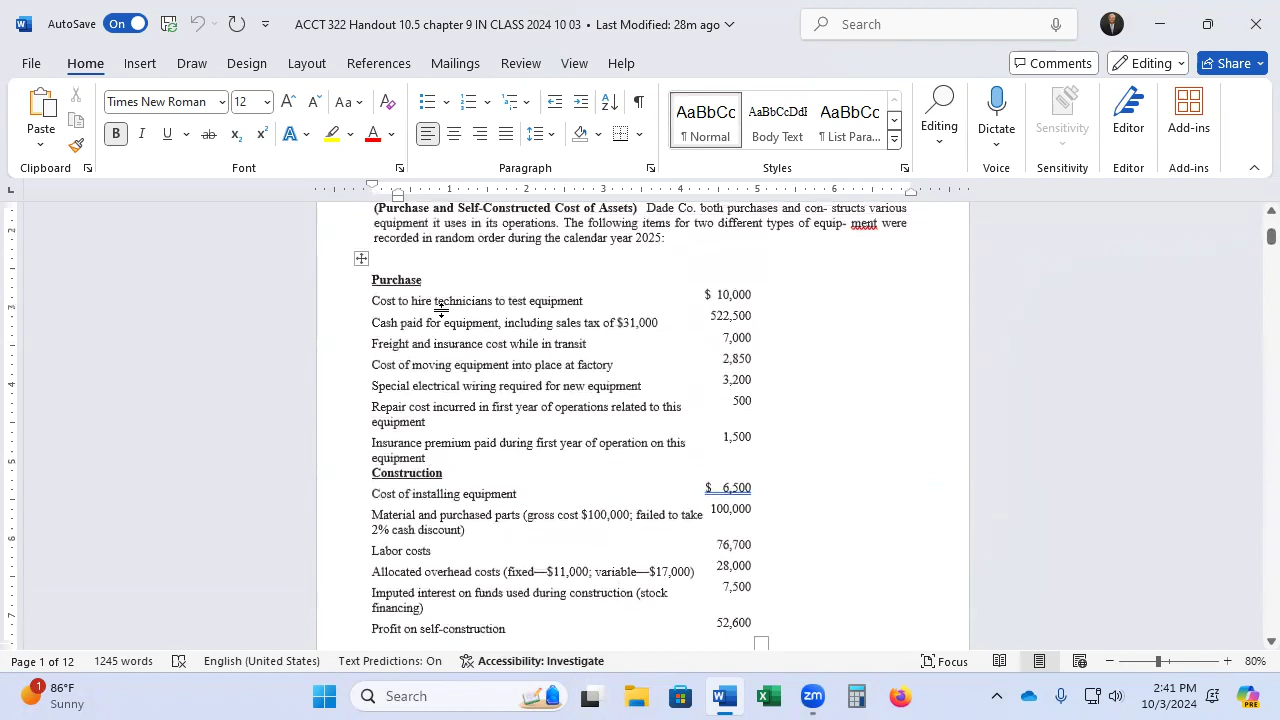 AutoSave On ACCT 322 Handout 10.5 chapter 9 IN CLASS 2024 10 03 • Last Modified: 28m ago Search
File Home Insert Draw Design Layout References Mailings Review View Help Comments Editing Share
Times New Roman 12 Aa AaBbCc AaBbCcDdI AaBbCc
Paste ¶ Normal Body Text ¶ List Para... Editing Dictate Sensitivity Editor Add-ins
Clipboard Font Paragraph Styles Voice Sensitivity Editor Add-ins
(Purchase and Self-Constructed Cost of Assets) Dade Co. both purchases and con- structs various
equipment it uses in its operations. The following items for two different types of equip- ment were
recorded in random order during the calendar year 2025:
Purchase
Cost to hire technicians to test equipment $ 10,000
Cash paid for equipment, including sales tax of $31,000 522,500
Freight and insurance cost while in transit 7,000
Cost of moving equipment into place at factory 2,850
Special electrical wiring required for new equipment 3,200
Repair cost incurred in first year of operations related to this 500
equipment
Insurance premium paid during first year of operation on this 1,500
equipment
Construction
Cost of installing equipment $ 6,500
Material and purchased parts (gross cost $100,000; failed to take 100,000
2% cash discount)
Labor costs 76,700
Allocated overhead costs (fixed—$11,000; variable—$17,000) 28,000
Imputed interest on funds used during construction (stock 7,500
financing)
Profit on self-construction 52,600
Page 1 of 12 1245 words English (United States) Text Predictions: On Accessibility: Investigate Focus 80%
1 86°F Search 2:41 PM
Sunny 10/3/2024